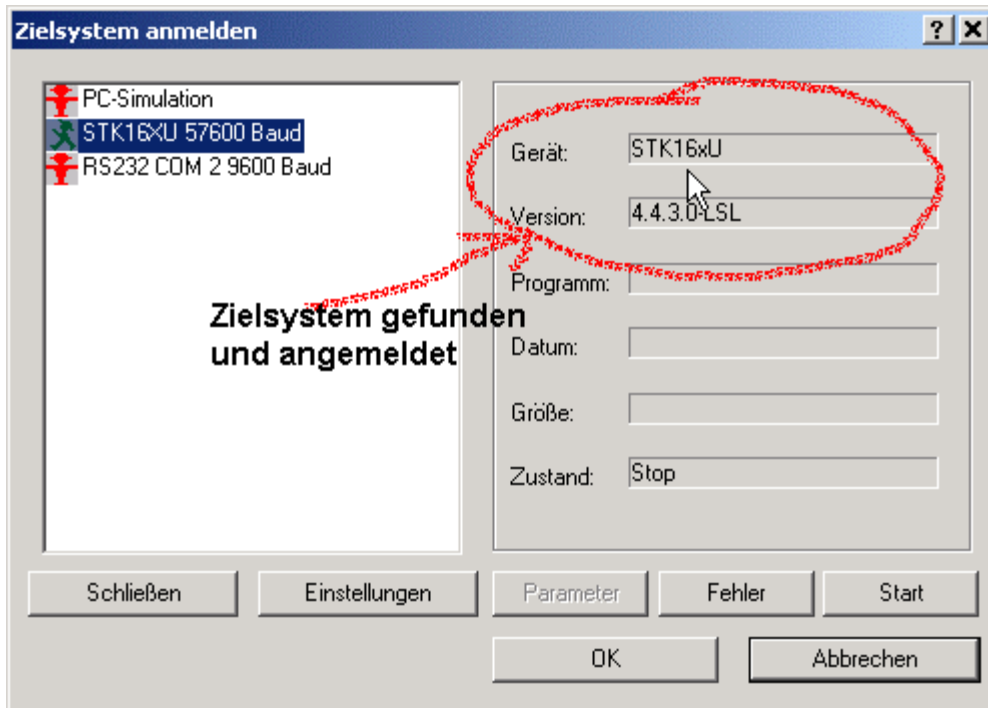 Zielsystem anmelden
PC-Simulation
STK16XU 57600 Baud
RS232 COM 2 9600 Baud
Gerät: STK16xU
Version: 4.4.3.0-LSL
Programm:
Datum:
Größe:
Zustand: Stop
Zielsystem gefunden
und angemeldet
Schließen
Einstellungen
Parameter
Fehler
Start
OK
Abbrechen